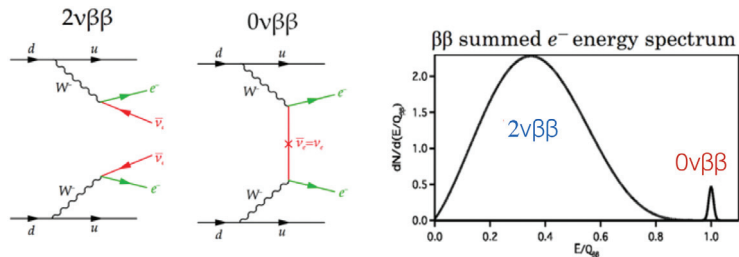 2νββ
0νββ
d
u
W⁻
e⁻
ν̄ₑ
ν̄ₑ
W⁻
e⁻
d
u
d
u
W⁻
e⁻
ν̄ₑ=νₑ
W⁻
e⁻
d
u
ββ summed e⁻ energy spectrum
dN/d(E/Qββ)
2.0
1.5
1.0
0.5
0.0
2νββ
0νββ
0.0
0.2
0.4
0.6
0.8
1.0
E/Qββ